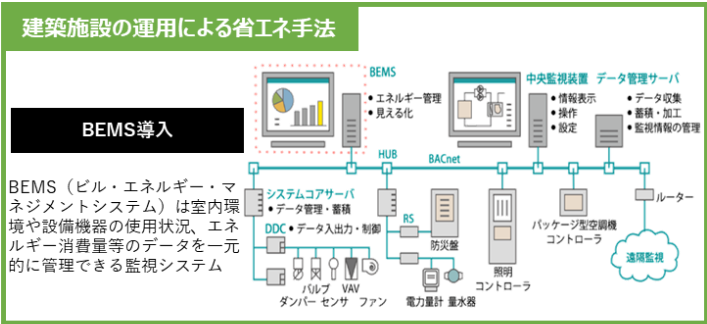 建築施設の運用による省エネ手法
BEMS導入
BEMS（ビル・エネルギー・マ
ネジメントシステム）は室内環
境や設備機器の使用状況、エネ
ルギー消費量等のデータを一元
的に管理できる監視システム
BEMS
• エネルギー管理
• 見える化
中央監視装置
• 情報表示
• 操作
• 設定
データ管理サーバ
• データ収集
• 蓄積・加工
• 監視情報の管理
HUB
BACnet
システムコアサーバ
• データ管理・蓄積
DDC • データ入出力・制御
バルブ VAV
ダンパー センサ ファン
RS
防災盤
電力量計 量水器
照明
コントローラ
パッケージ型空調機
コントローラ
ルーター
遠隔監視